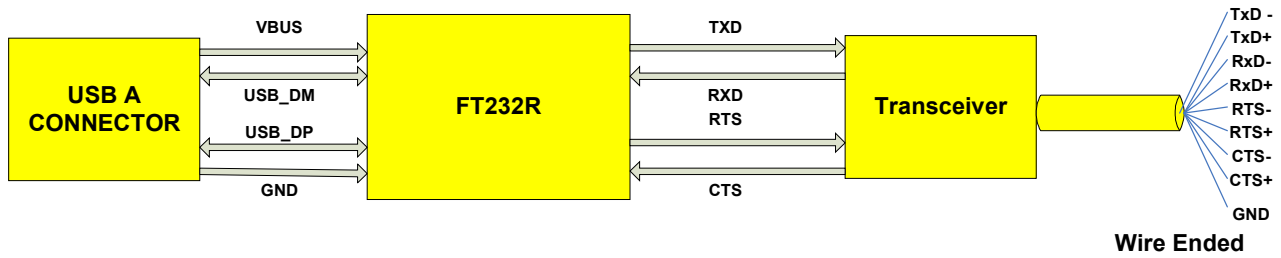 VBUS
USB_DM
USB_DP
GND
USB A
CONNECTOR
FT232R
TXD
RXD
RTS
CTS
Transceiver
TxD -
TxD+
RxD-
RxD+
RTS-
RTS+
CTS-
CTS+
GND
Wire Ended